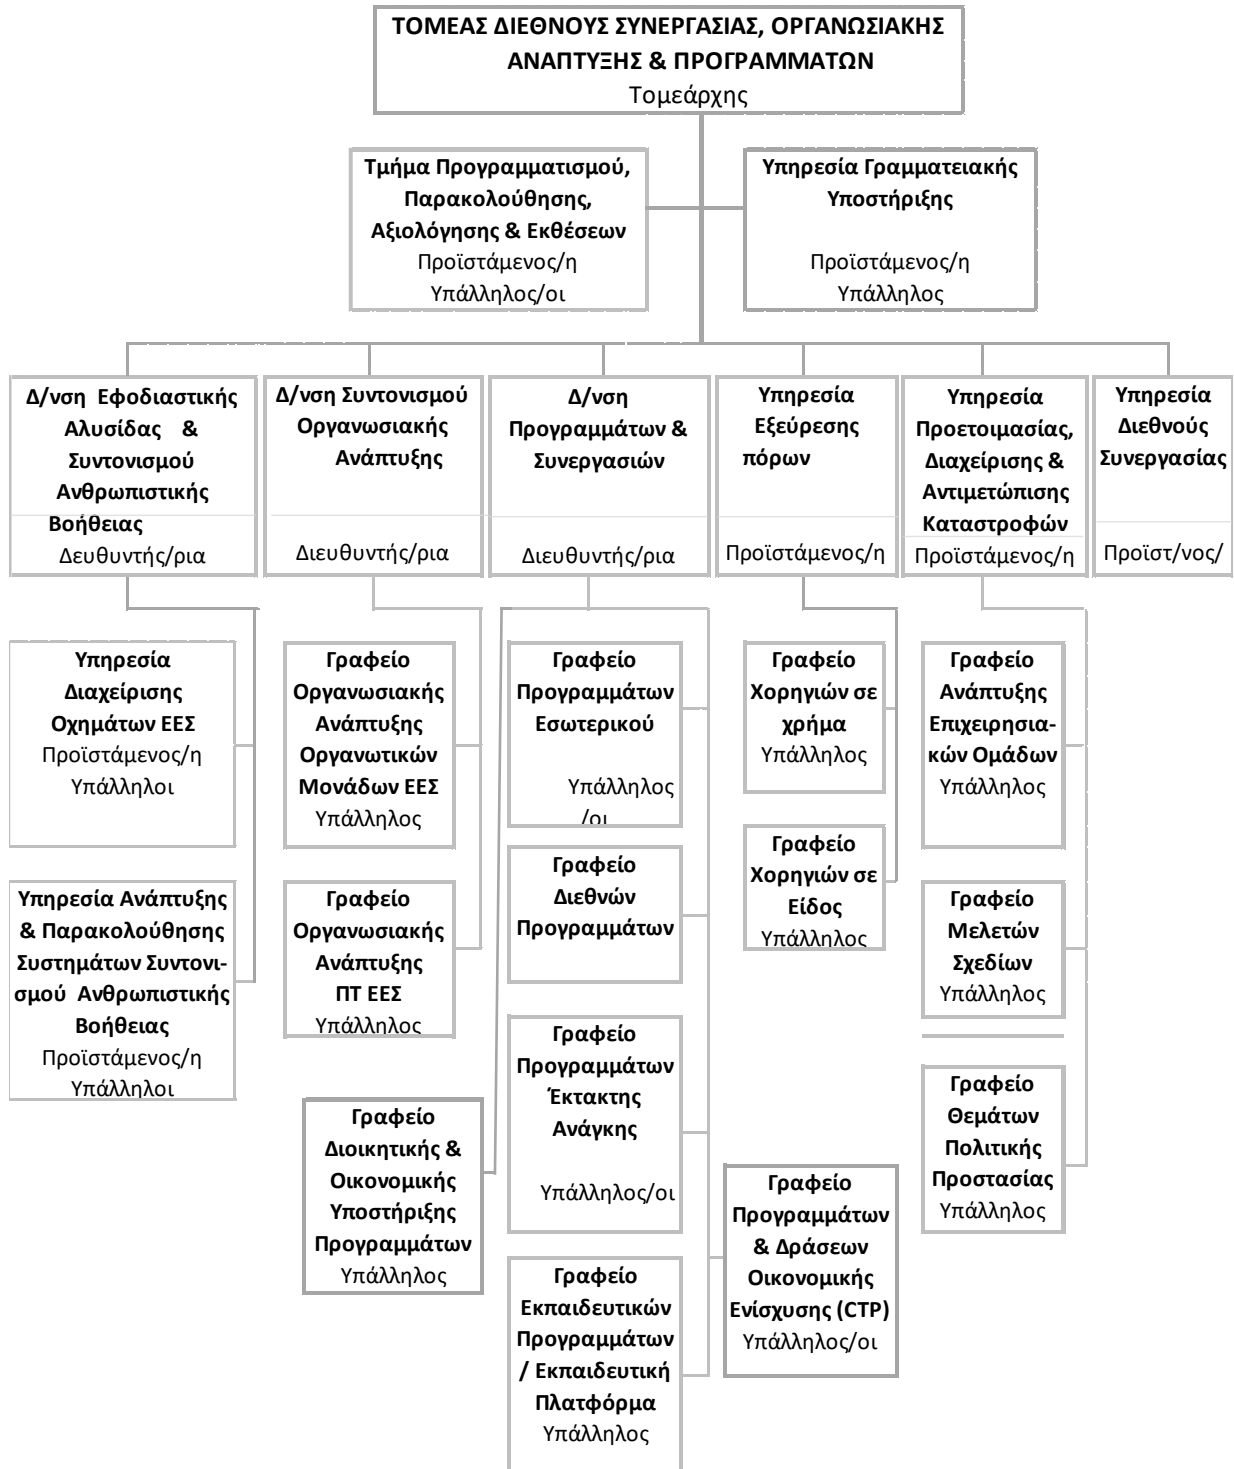 ΤΟΜΕΑΣ ΔΙΕΘΝΟΥΣ ΣΥΝΕΡΓΑΣΙΑΣ, ΟΡΓΑΝΩΣΙΑΚΗΣ
ΑΝΑΠΤΥΞΗΣ & ΠΡΟΓΡΑΜΜΑΤΩΝ
Τομεάρχης
Τμήμα Προγραμματισμού,
Παρακολούθησης,
Αξιολόγησης & Εκθέσεων
Προϊστάμενος/η
Υπάλληλος/οι
Υπηρεσία Γραμματειακής
Υποστήριξης
Προϊστάμενος/η
Υπάλληλος
Δ/νση Εφοδιαστικής
Αλυσίδας &
Συντονισμού
Ανθρωπιστικής
Βοήθειας
Δευθυντής/ρια
Δ/νση Συντονισμού
Οργανωσιακής
Ανάπτυξης
Διευθυντής/ρια
Δ/νση
Προγραμμάτων &
Συνεργασιών
Διευθυντής/ρια
Υπηρεσία
Εξεύρεσης
πόρων
Προϊστάμενος/η
Υπηρεσία
Προετοιμασίας,
Διαχείρισης &
Αντιμετώπισης
Καταστροφών
Προϊστάμενος/η
Υπηρεσία
Διεθνούς
Συνεργασίας
Προϊστ/νος/
Υπηρεσία
Διαχείρισης
Οχημάτων ΕΕΣ
Προϊστάμενος/η
Υπάλληλοι
Υπηρεσία Ανάπτυξης
& Παρακολούθησης
Συστημάτων Συντονι-
σμού Ανθρωπιστικής
Βοήθειας
Προϊστάμενος/η
Υπάλληλοι
Γραφείο
Οργανωσιακής
Ανάπτυξης
Οργανωτικών
Μονάδων ΕΕΣ
Υπάλληλος
Γραφείο
Οργανωσιακής
Ανάπτυξης
ΠΤ ΕΕΣ
Υπάλληλος
Γραφείο
Διοικητικής &
Οικονομικής
Υποστήριξης
Προγραμμάτων
Υπάλληλος
Γραφείο
Προγραμμάτων
Εσωτερικού
Υπάλληλος
/οι
Γραφείο
Διεθνών
Προγραμμάτων
Γραφείο
Προγραμμάτων
Έκτακτης
Ανάγκης
Υπάλληλος/οι
Γραφείο
Εκπαιδευτικών
Προγραμμάτων
/ Εκπαιδευτική
Πλατφόρμα
Υπάλληλος
Γραφείο
Χορηγιών σε
χρήμα
Υπάλληλος
Γραφείο
Χορηγιών σε
Είδος
Υπάλληλος
Γραφείο
Προγραμμάτων
& Δράσεων
Οικονομικής
Ενίσχυσης (CTP)
Υπάλληλος/οι
Γραφείο
Ανάπτυξης
Επιχειρησια-
κών Ομάδων
Υπάλληλος
Γραφείο
Μελετών
Σχεδίων
Υπάλληλος
Γραφείο
Θεμάτων
Πολιτικής
Προστασίας
Υπάλληλος